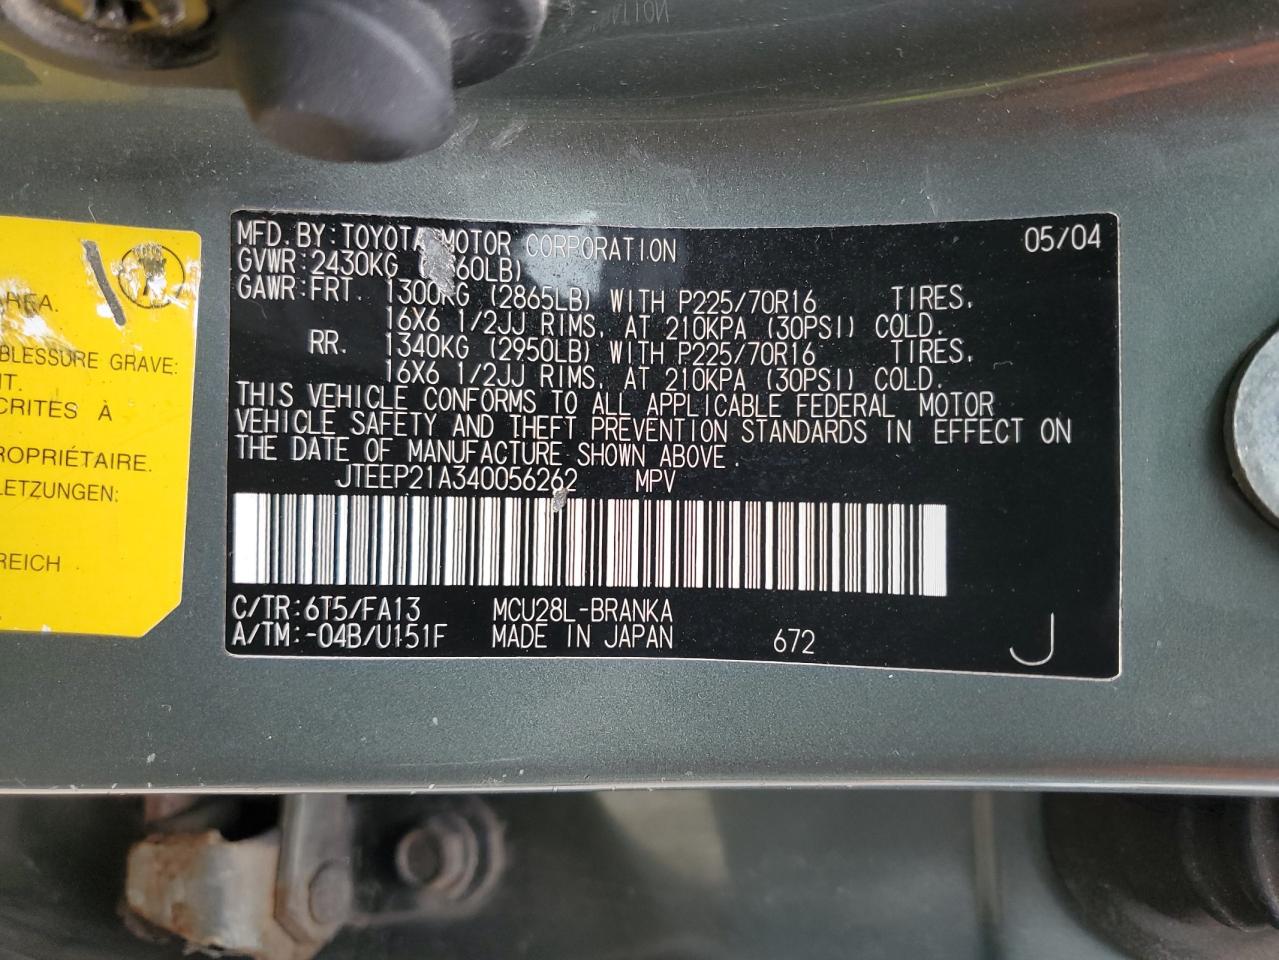 MFD. BY: TOYOTA MOTOR CORPORATION 05/04
GVWR: 2430KG 60LB)
GAWR: FRT. 1300KG (2865LB) WITH P225/70R16 TIRES,
16X6 1/2JJ RIMS, AT 210KPA (30PSI) COLD.
RR. 1340KG (2950LB) WITH P225/70R16 TIRES,
16X6 1/2JJ RIMS, AT 210KPA (30PSI) COLD.
THIS VEHICLE CONFORMS TO ALL APPLICABLE FEDERAL MOTOR
VEHICLE SAFETY AND THEFT PREVENTION STANDARDS IN EFFECT ON
THE DATE OF MANUFACTURE SHOWN ABOVE.
JTEEP21A340056262 MPV
C/TR: 6T5/FA13 MCU28L-BRANKA
A/TM: -04B/U151F MADE IN JAPAN 672 J
AREA.
BLESSURE GRAVE:
NT.
CRITES À
ROPRIÉTAIRE.
LETZUNGEN:
REICH